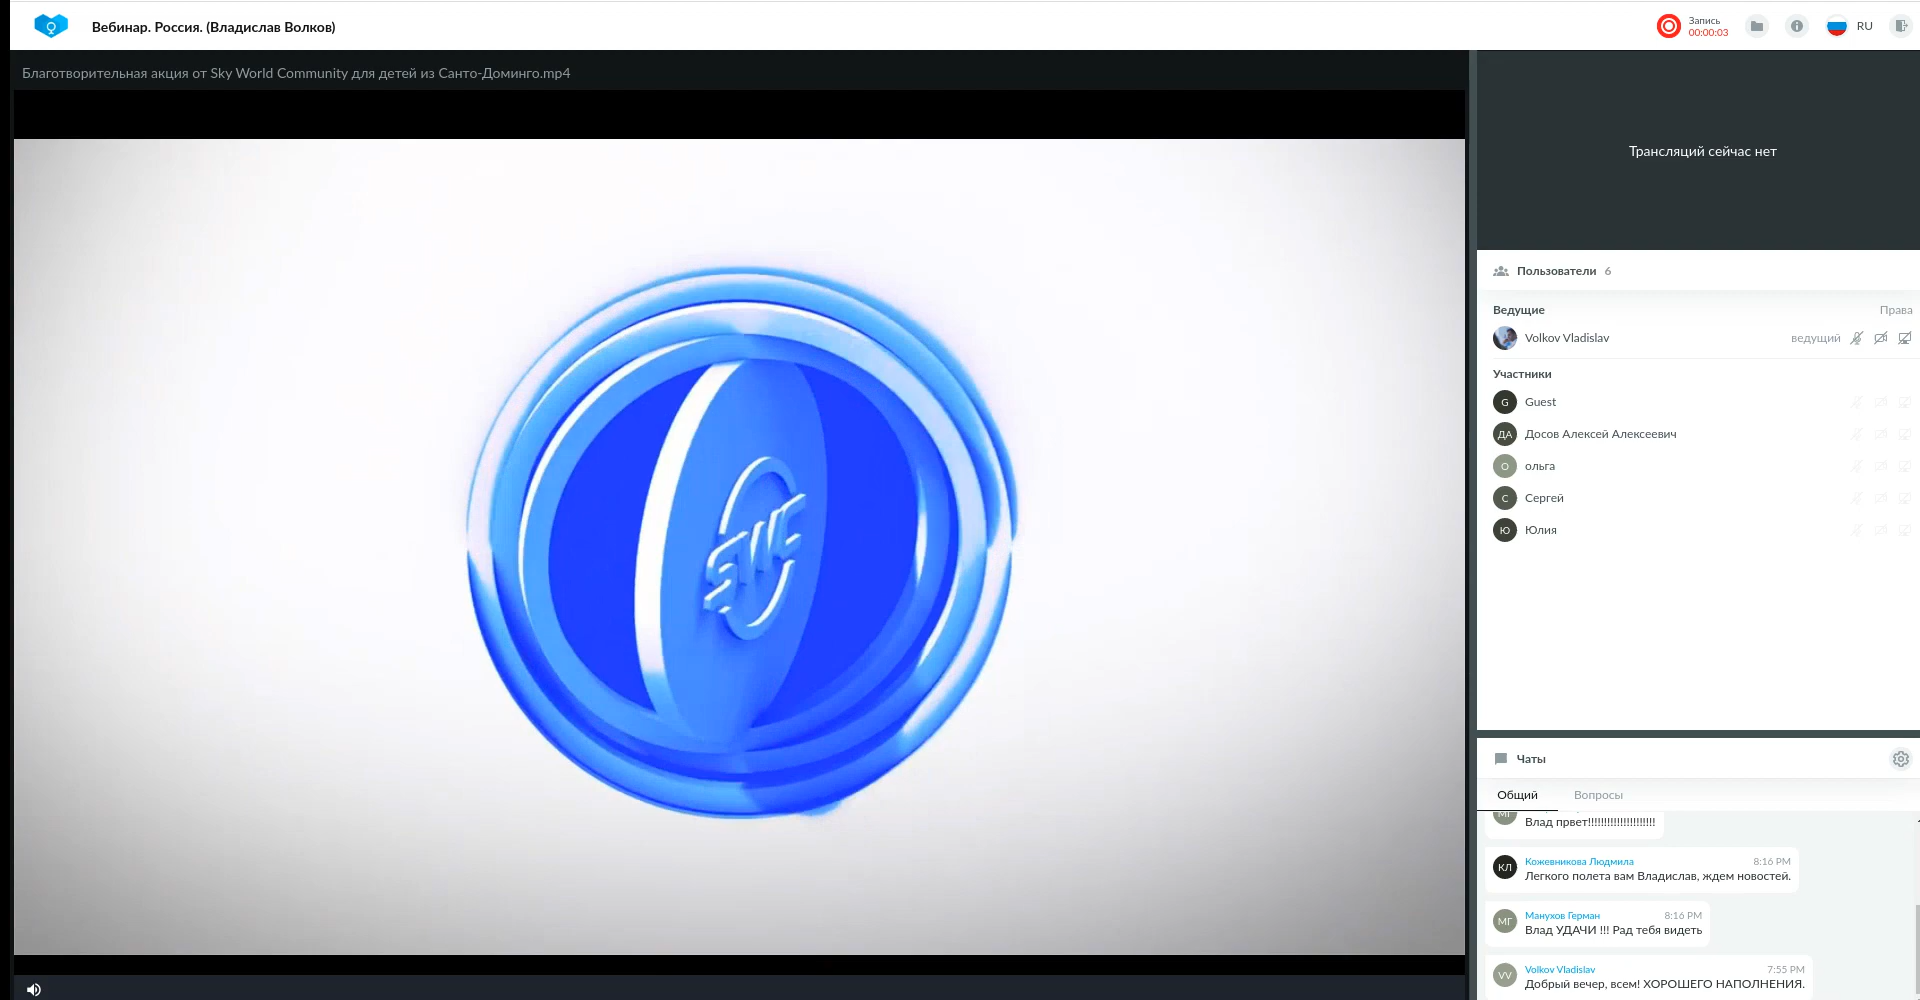 Вебинар. Россия. (Владислав Волков)
Запись
00:00:03
RU
Благотворительная акция от Sky World Community для детей из Санто-Доминго.mp4
SWC
Трансляций сейчас нет
Пользователи 6
Ведущие Права
Volkov Vladislav ведущий
Участники
G Guest
ДА Досов Алексей Алексеевич
О ольга
С Сергей
Ю Юлия
Чаты
Общий Вопросы
МГ
Влад првет!!!!!!!!!!!!!!!!!!!!!
КЛ Кожевникова Людмила 8:16 PM
Легкого полета вам Владислав, ждем новостей.
МГ Манухов Герман 8:16 PM
Влад УДАЧИ !!! Рад тебя видеть
VV Volkov Vladislav 7:55 PM
Добрый вечер, всем! ХОРОШЕГО НАПОЛНЕНИЯ.